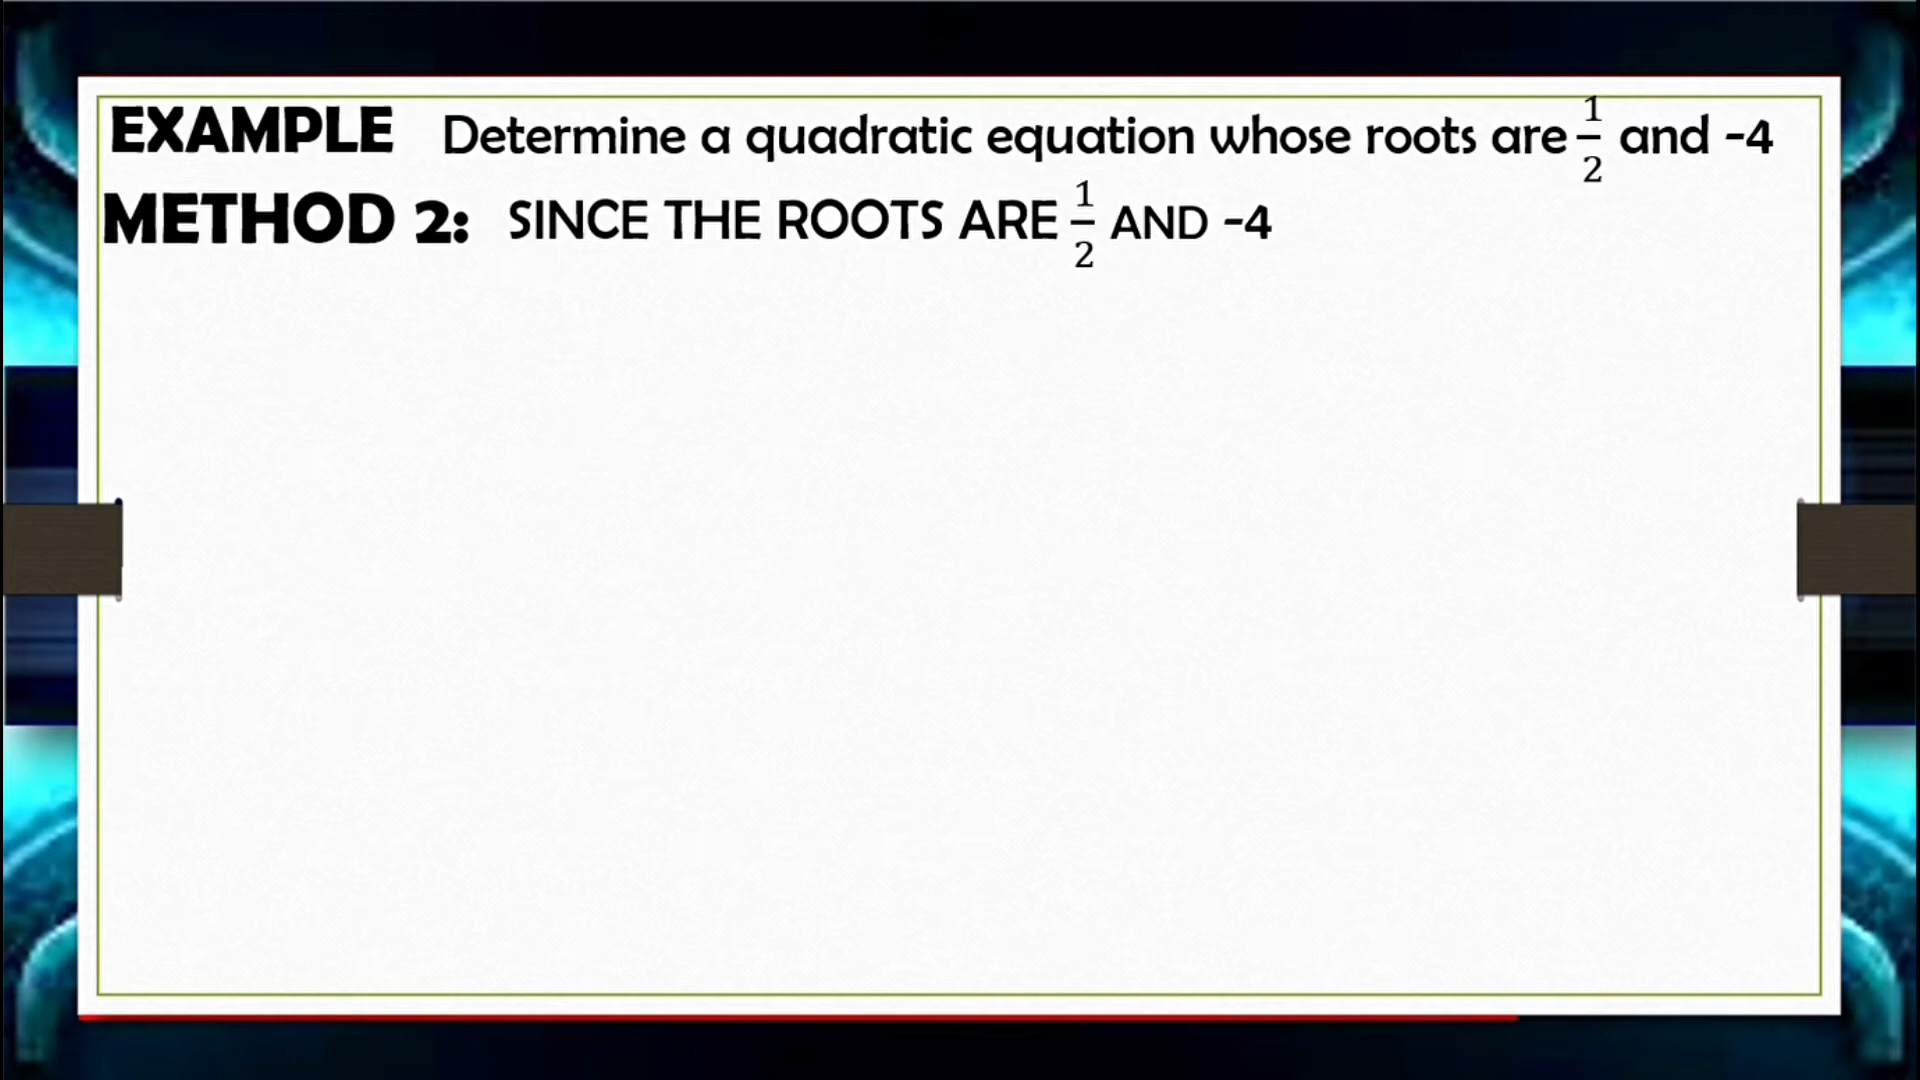 EXAMPLE Determine a quadratic equation whose roots are 1/2 and -4
METHOD 2: SINCE THE ROOTS ARE 1/2 AND -4